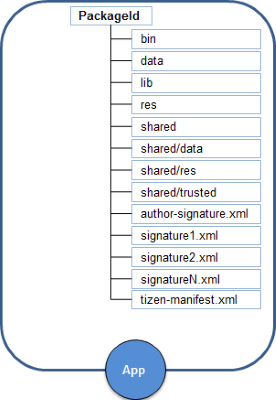 PackageId
bin
data
lib
res
shared
shared/data
shared/res
shared/trusted
author-signature.xml
signature1.xml
signature2.xml
signatureN.xml
tizen-manifest.xml
App